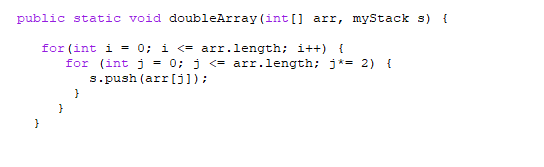 public static void doubleArray(int[] arr, myStack s) {
for(int i = 0; i <= arr.length; i++) {
for (int j = 0; j <= arr.length; j*= 2) {
s.push(arr[j]);
}
}
}